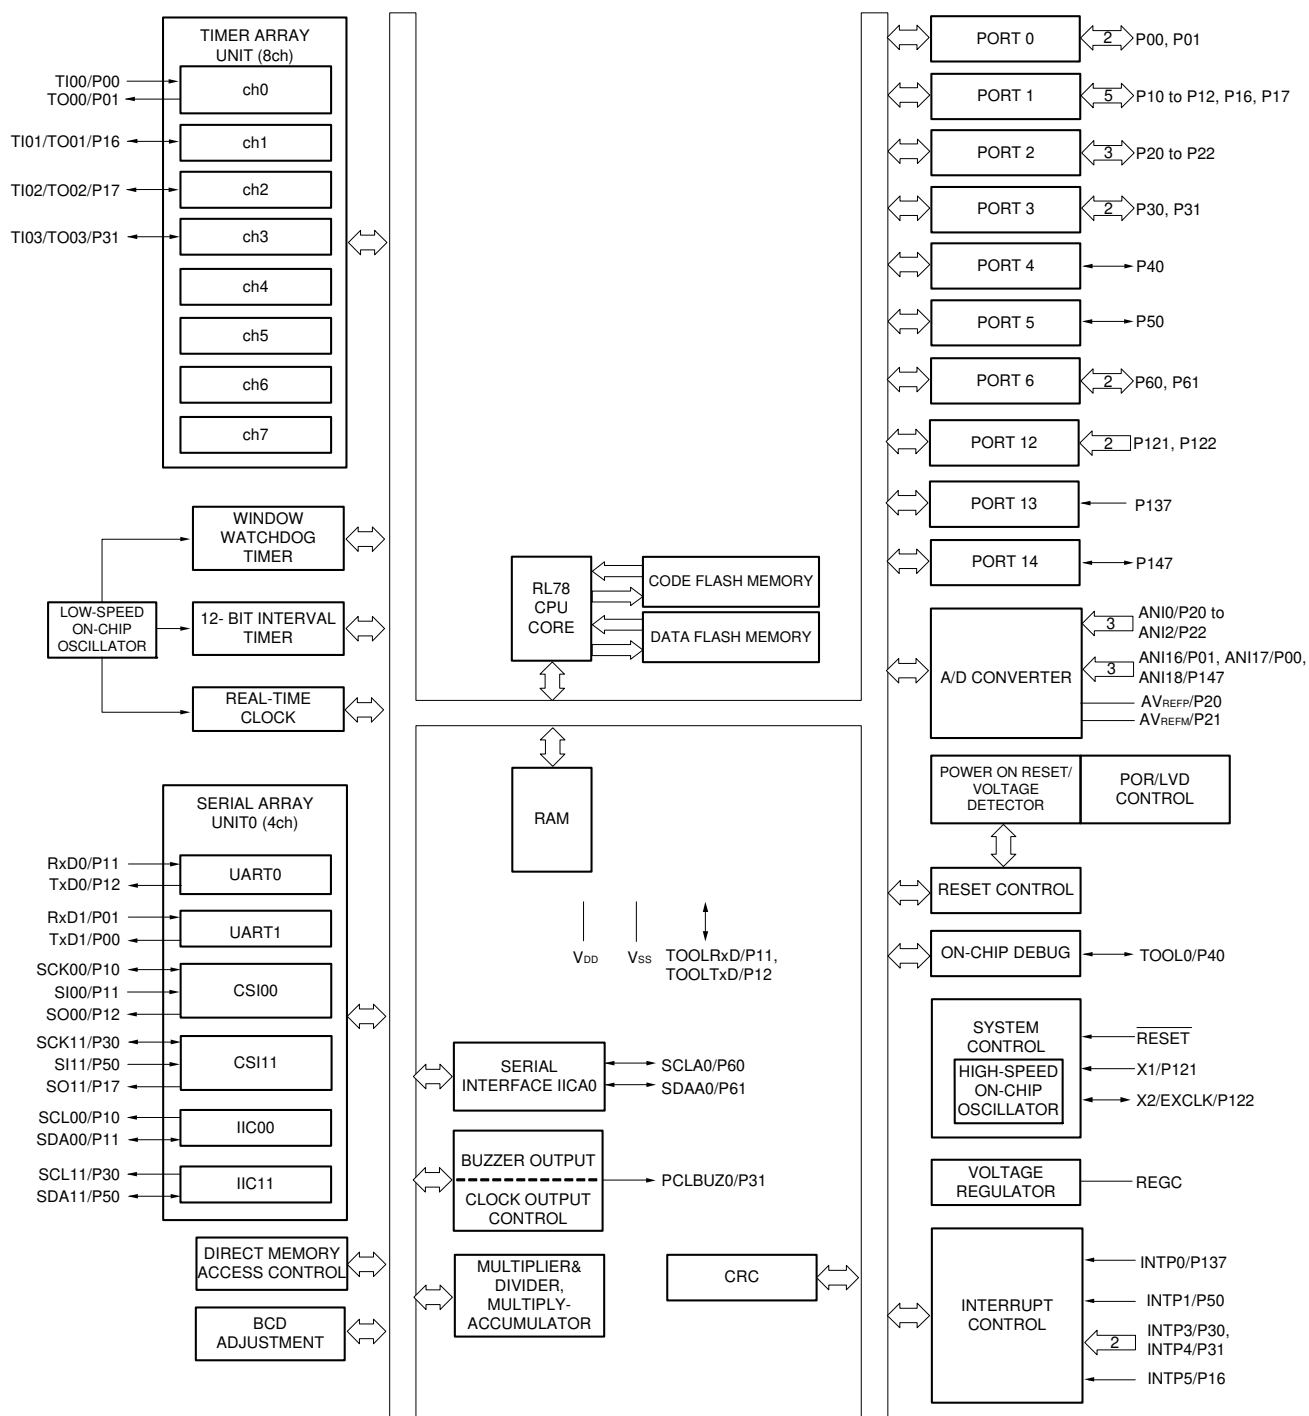 TIMER ARRAY
UNIT (8ch)
TI00/P00
TO00/P01
ch0
TI01/TO01/P16
ch1
TI02/TO02/P17
ch2
TI03/TO03/P31
ch3
ch4
ch5
ch6
ch7
WINDOW
WATCHDOG
TIMER
LOW-SPEED
ON-CHIP
OSCILLATOR
12- BIT INTERVAL
TIMER
REAL-TIME
CLOCK
SERIAL ARRAY
UNIT0 (4ch)
RxD0/P11
TxD0/P12
UART0
RxD1/P01
TxD1/P00
UART1
SCK00/P10
SI00/P11
SO00/P12
CSI00
SCK11/P30
SI11/P50
SO11/P17
CSI11
SCL00/P10
SDA00/P11
IIC00
SCL11/P30
SDA11/P50
IIC11
DIRECT MEMORY
ACCESS CONTROL
BCD
ADJUSTMENT
RL78
CPU
CORE
CODE FLASH MEMORY
DATA FLASH MEMORY
RAM
VDD
VSS
TOOLRxD/P11,
TOOLTxD/P12
SERIAL
INTERFACE IICA0
SCLA0/P60
SDAA0/P61
BUZZER OUTPUT
CLOCK OUTPUT
CONTROL
PCLBUZ0/P31
MULTIPLIER&
DIVIDER,
MULTIPLY-
ACCUMULATOR
CRC
PORT 0
2
P00, P01
PORT 1
5
P10 to P12, P16, P17
PORT 2
3
P20 to P22
PORT 3
2
P30, P31
PORT 4
P40
PORT 5
P50
PORT 6
2
P60, P61
PORT 12
2
P121, P122
PORT 13
P137
PORT 14
P147
A/D CONVERTER
3
ANI0/P20 to
ANI2/P22
3
ANI16/P01, ANI17/P00,
ANI18/P147
AVREFP/P20
AVREFM/P21
POWER ON RESET/
VOLTAGE
DETECTOR
POR/LVD
CONTROL
RESET CONTROL
ON-CHIP DEBUG
TOOL0/P40
SYSTEM
CONTROL
HIGH-SPEED
ON-CHIP
OSCILLATOR
RESET
X1/P121
X2/EXCLK/P122
VOLTAGE
REGULATOR
REGC
INTERRUPT
CONTROL
INTP0/P137
INTP1/P50
2
INTP3/P30,
INTP4/P31
INTP5/P16